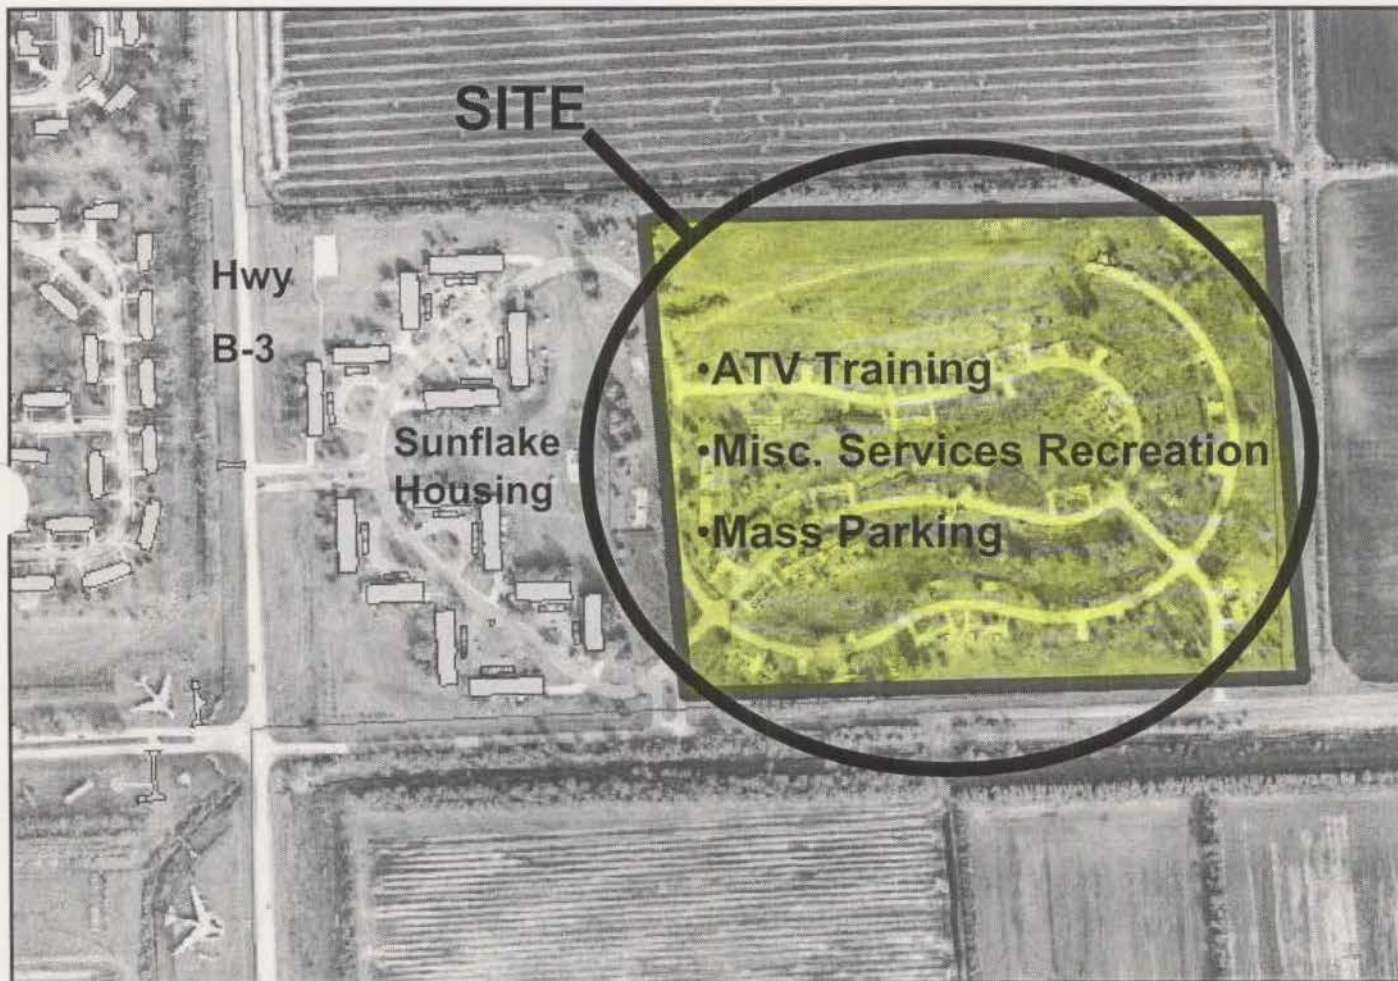 SITE
Hwy
B-3
Sunflake
Housing
•ATV Training
•Misc. Services Recreation
•Mass Parking